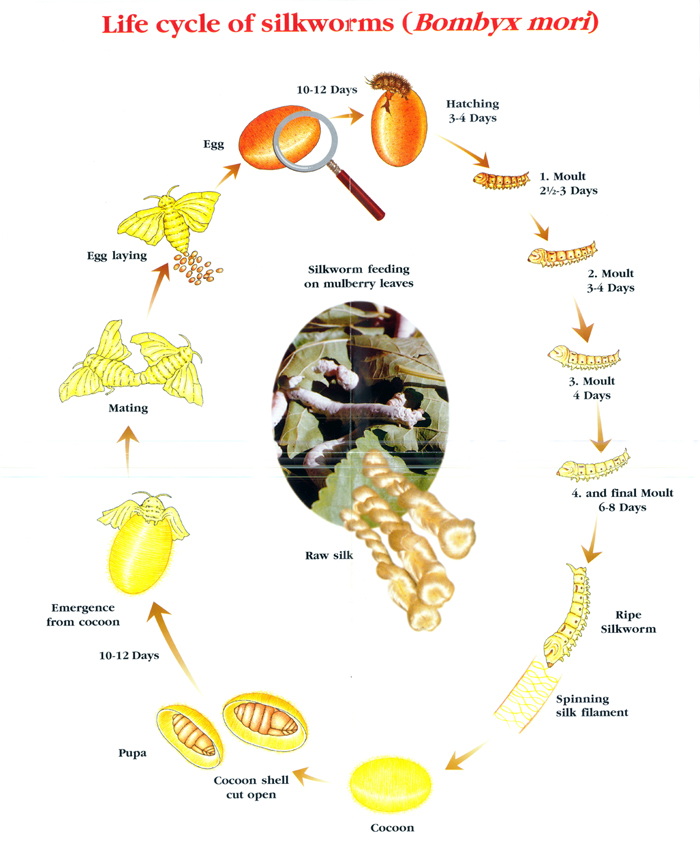 Life cycle of silkworms (Bombyx mori)
10-12 Days
Hatching
3-4 Days
Egg
1. Moult
2½-3 Days
Egg laying
2. Moult
3-4 Days
Silkworm feeding
on mulberry leaves
3. Moult
4 Days
Mating
4. and final Moult
6-8 Days
Raw silk
Ripe
Silkworm
Emergence
from cocoon
10-12 Days
Spinning
silk filament
Pupa
Cocoon shell
cut open
Cocoon